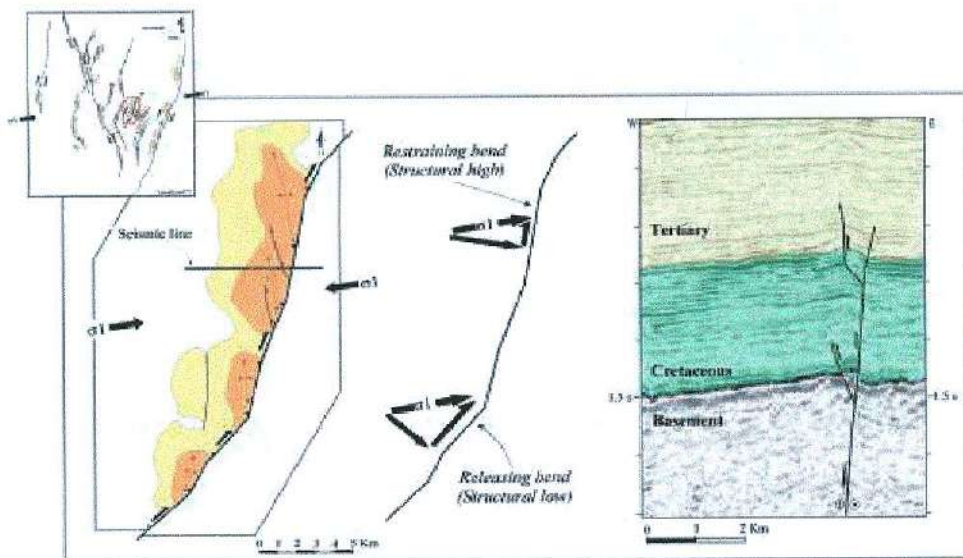 Restraining bend
(Structural high)
Seismic line
σ1
σ1
σ1
σ1
Releasing bend
(Structural low)
0 1 2 3 4 5 Km
W
E
Tertiary
Cretaceous
Basement
1.5 s
1.5 s
0 1 2 Km